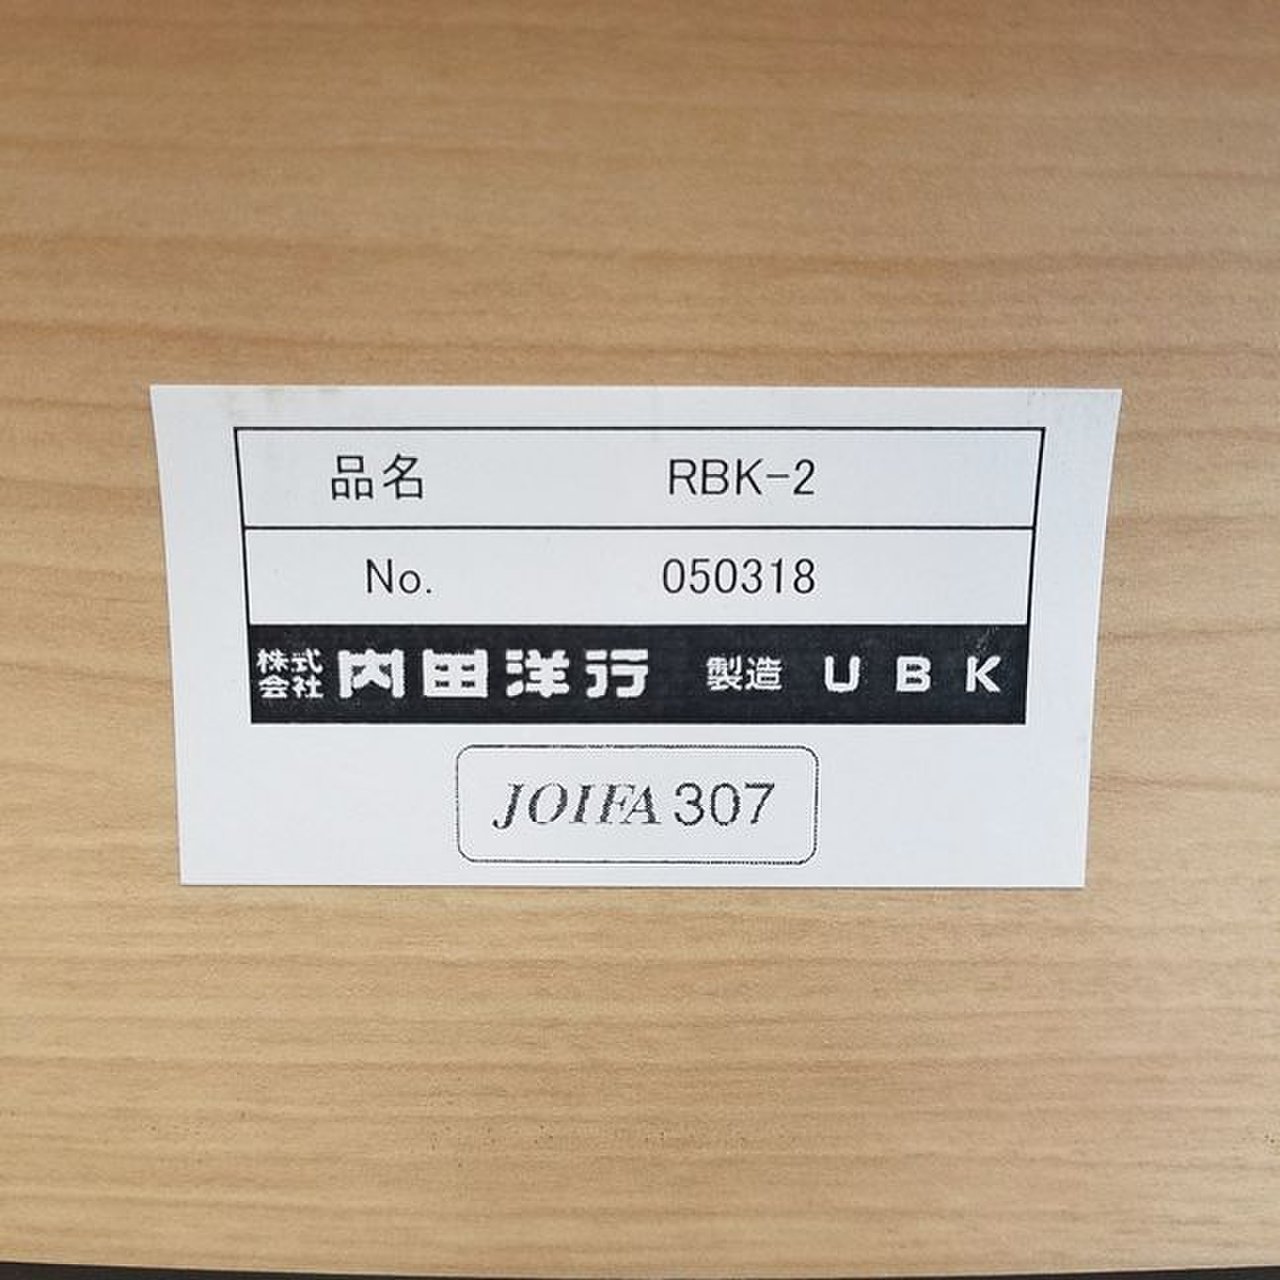 品名 RBK-2
No. 050318
株式会社 内田洋行 製造 UBK
JOIFA 307